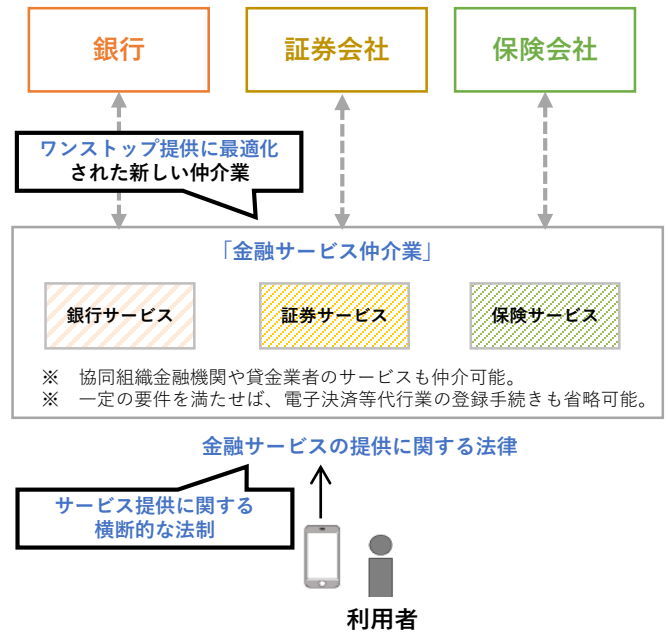 銀行
証券会社
保険会社
ワンストップ提供に最適化
された新しい仲介業
「金融サービス仲介業」
銀行サービス
証券サービス
保険サービス
※　協同組織金融機関や貸金業者のサービスも仲介可能。
※　一定の要件を満たせば、電子決済等代行業の登録手続きも省略可能。
金融サービスの提供に関する法律
サービス提供に関する
横断的な法制
利用者